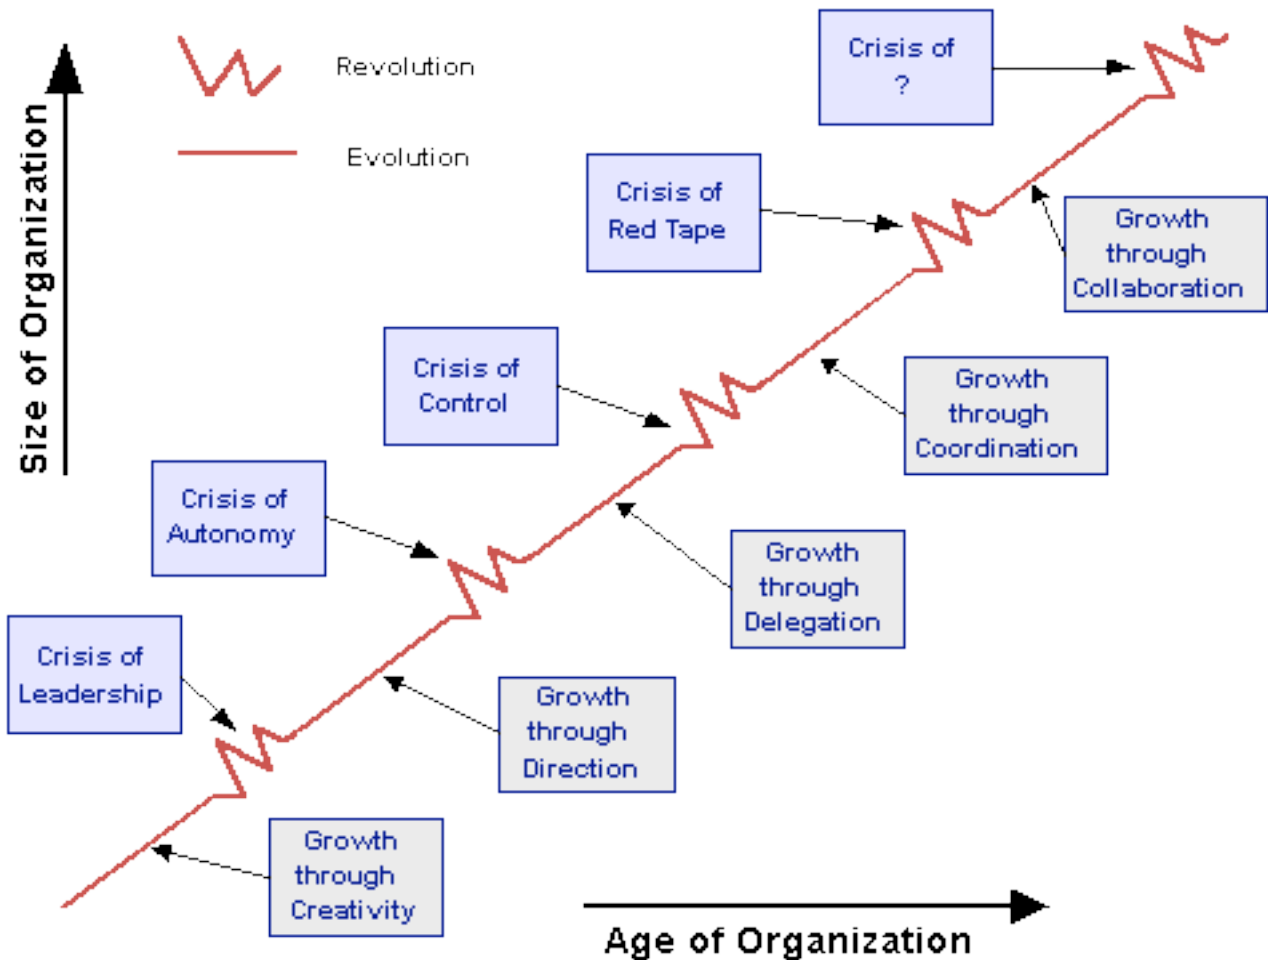 Revolution
Evolution
Size of Organization
Crisis of
?
Crisis of
Red Tape
Growth
through
Collaboration
Crisis of
Control
Growth
through
Coordination
Crisis of
Autonomy
Growth
through
Delegation
Crisis of
Leadership
Growth
through
Direction
Growth
through
Creativity
Age of Organization